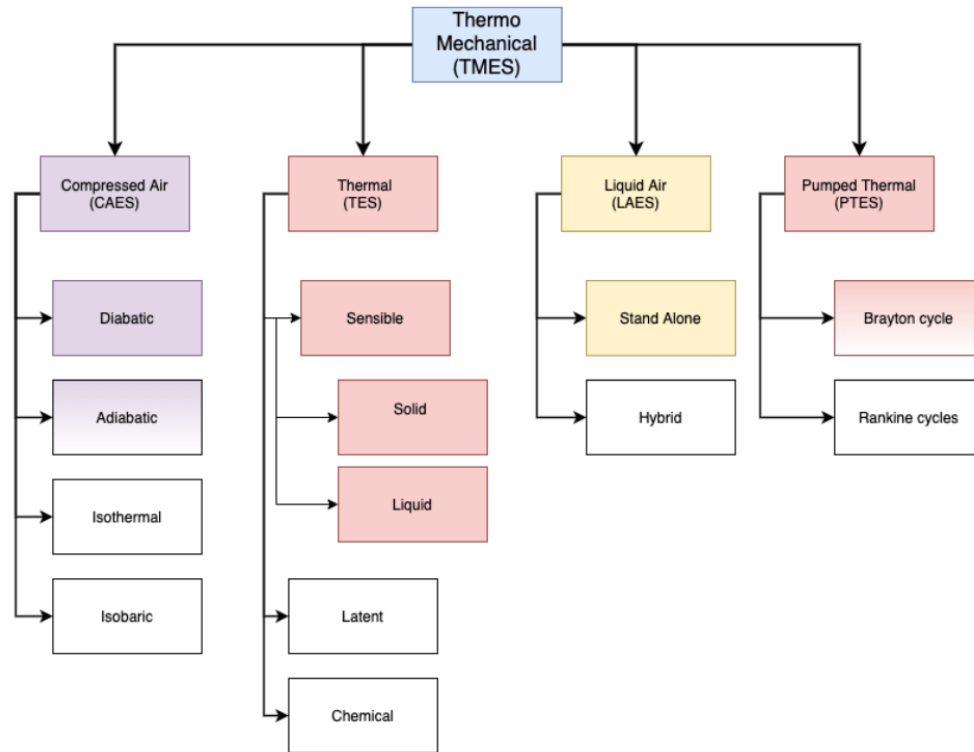 Thermo
Mechanical
(TMES)
Compressed Air
(CAES)
Thermal
(TES)
Liquid Air
(LAES)
Pumped Thermal
(PTES)
Diabatic
Sensible
Stand Alone
Brayton cycle
Adiabatic
Solid
Hybrid
Rankine cycles
Liquid
Isothermal
Isobaric
Latent
Chemical